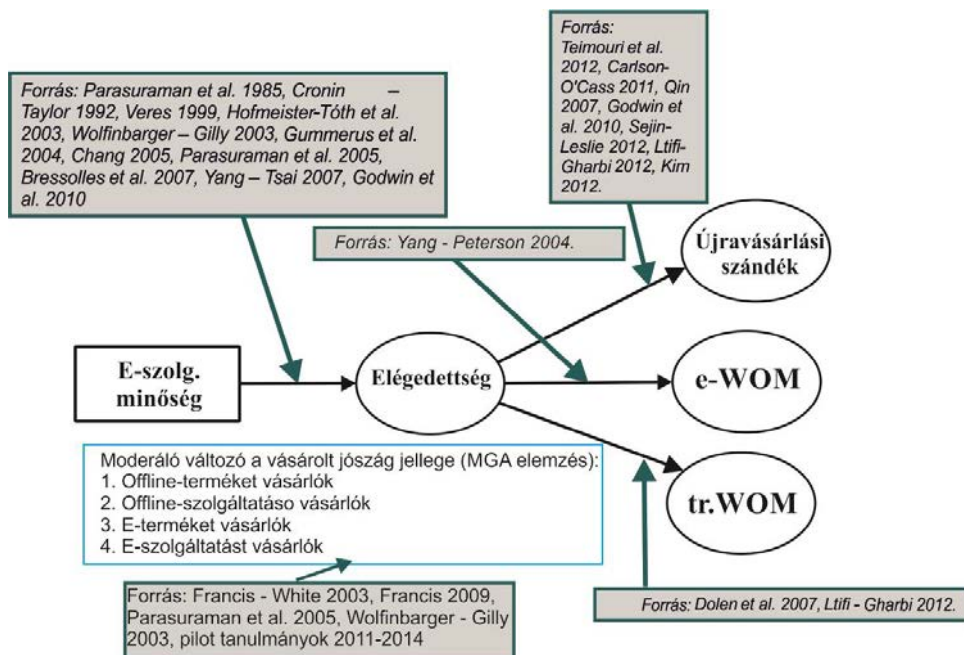 Forrás: Parasuraman et al. 1985, Cronin –
Taylor 1992, Veres 1999, Hofmeister-Tóth et al.
2003, Wolfinbarger – Gilly 2003, Gummerus et al.
2004, Chang 2005, Parasuraman et al. 2005,
Bressolles et al. 2007, Yang – Tsai 2007, Godwin et
al. 2010
Forrás:
Teimouri et al.
2012, Carlson-
O'Cass 2011, Qin
2007, Godwin et
al. 2010, Sejin-
Leslie 2012, Ltifi-
Gharbi 2012, Kim
2012.
Forrás: Yang - Peterson 2004.
Újravásárlási
szándék
E-szolg.
minőség
Elégedettség
e-WOM
tr.WOM
Moderáló változó a vásárolt jószág jellege (MGA elemzés):
1. Offline-terméket vásárlók
2. Offline-szolgáltatáso vásárlók
3. E-terméket vásárlók
4. E-szolgáltatást vásárlók
Forrás: Francis - White 2003, Francis 2009,
Parasuraman et al. 2005, Wolfinbarger - Gilly
2003, pilot tanulmányok 2011-2014
Forrás: Dolen et al. 2007, Ltifi - Gharbi 2012.